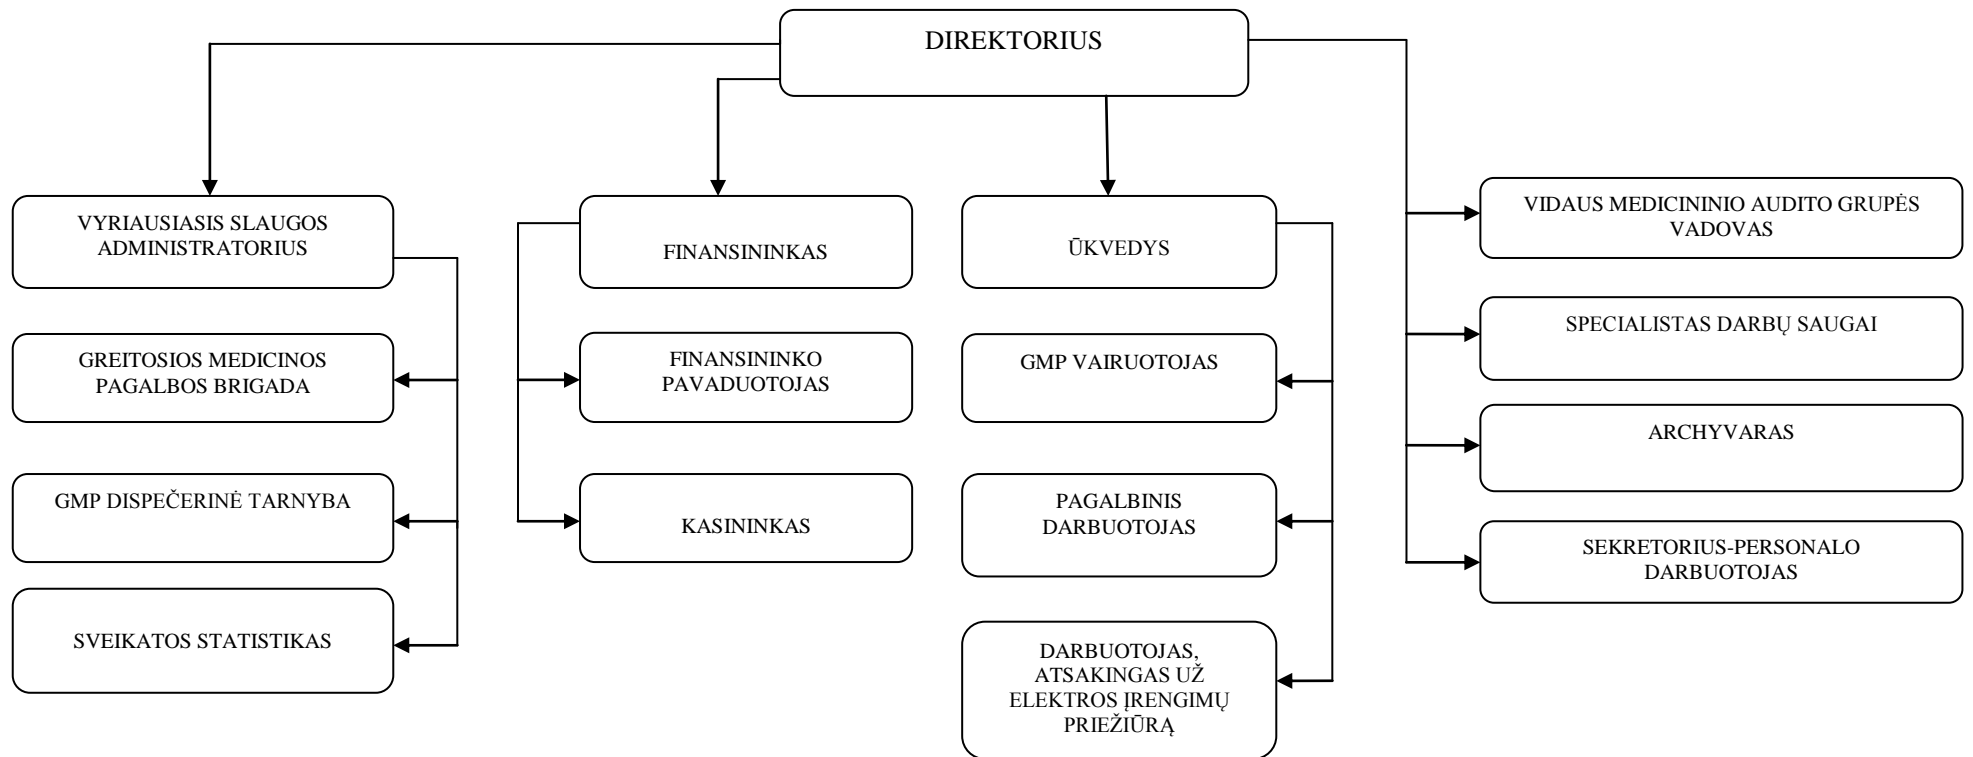 DIREKTORIUS
VYRIAUSIASIS SLAUGOS
ADMINISTRATORIUS
GREITOSIOS MEDICINOS
PAGALBOS BRIGADA
GMP DISPEČERINĖ TARNYBA
SVEIKATOS STATISTIKAS
FINANSININKAS
FINANSININKO
PAVADUOTOJAS
KASININKAS
ŪKVEDYS
GMP VAIRUOTOJAS
PAGALBINIS
DARBUOTOJAS
DARBUOTOJAS,
ATSAKINGAS UŽ
ELEKTROS ĮRENGIMŲ
PRIEŽIŪRĄ
VIDAUS MEDICININIO AUDITO GRUPĖS
VADOVAS
SPECIALISTAS DARBŲ SAUGAI
ARCHYVARAS
SEKRETORIUS-PERSONALO
DARBUOTOJAS